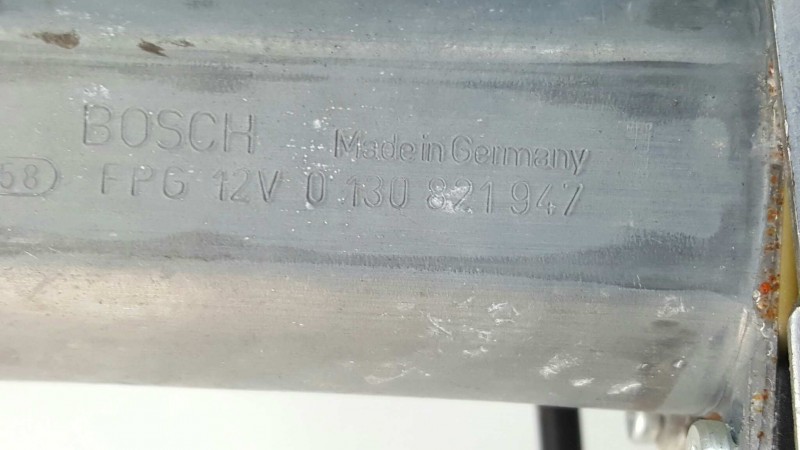 BOSCH Made in Germany
58 FPG 12V 0 130 821 947